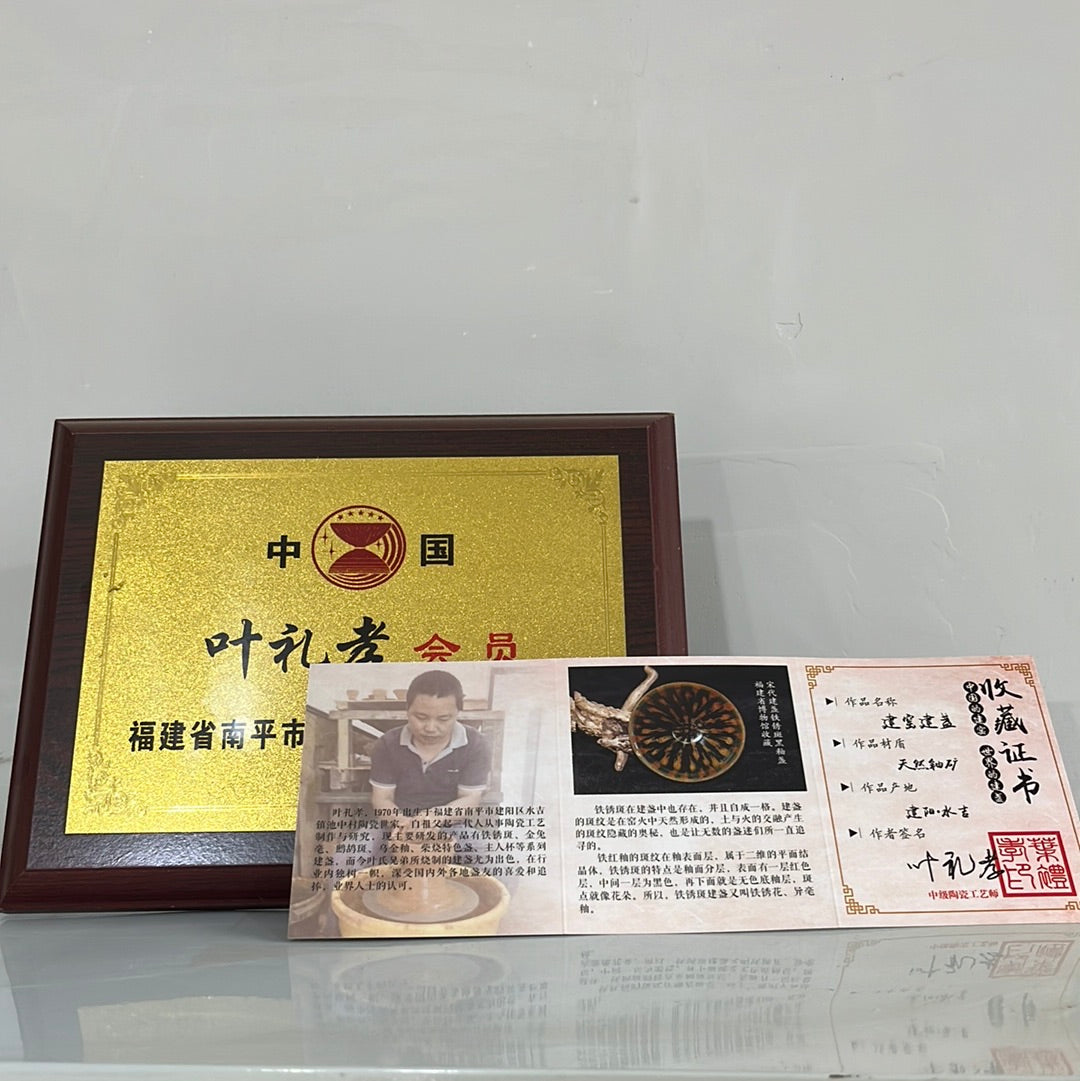 中 国
叶礼孝 会员
福建省南平市
叶孔孝，1970年出生于福建省南平市建阳区水吉
镇池中村陶瓷世家，自祖父起一代人从事陶瓷工艺
制作与研究，现主要研发的产品有铁锈斑、金兔
毫、鹧鸪斑、乌金釉、柴烧特色盏、主人杯等系列
建盏，而今叶氏兄弟所烧制的建盏尤为出色，在行
业内独树一帜，深受国内外各地盏友的喜爱和追
捧，业界人士的认可。
宋代建盏铁锈斑黑釉盏
福建省博物馆收藏
铁锈斑在建盏中也存在，并且自成一格。建盏
的斑纹是在窑火中天然形成的，土与火的交融产生
的斑纹隐藏的奥秘，也是让无数的盏迷们所一直追
寻的。
铁红釉的斑纹在釉表面层，属于二维的平面结
晶体，铁锈斑的特点是釉面分层，表面有一层红色
层，中间一层为黑色，再下面就是无色底釉层，斑
点就像花朵。所以，铁锈斑建盏又叫铁锈花、异毫
釉。
收藏证书
中国的建窑 世界的建盏
作品名称
建窑建盏
作品材质
天然釉矿
作品产地
建阳·水吉
作者签名
叶礼孝
中级陶瓷工艺师
葉禮孝印